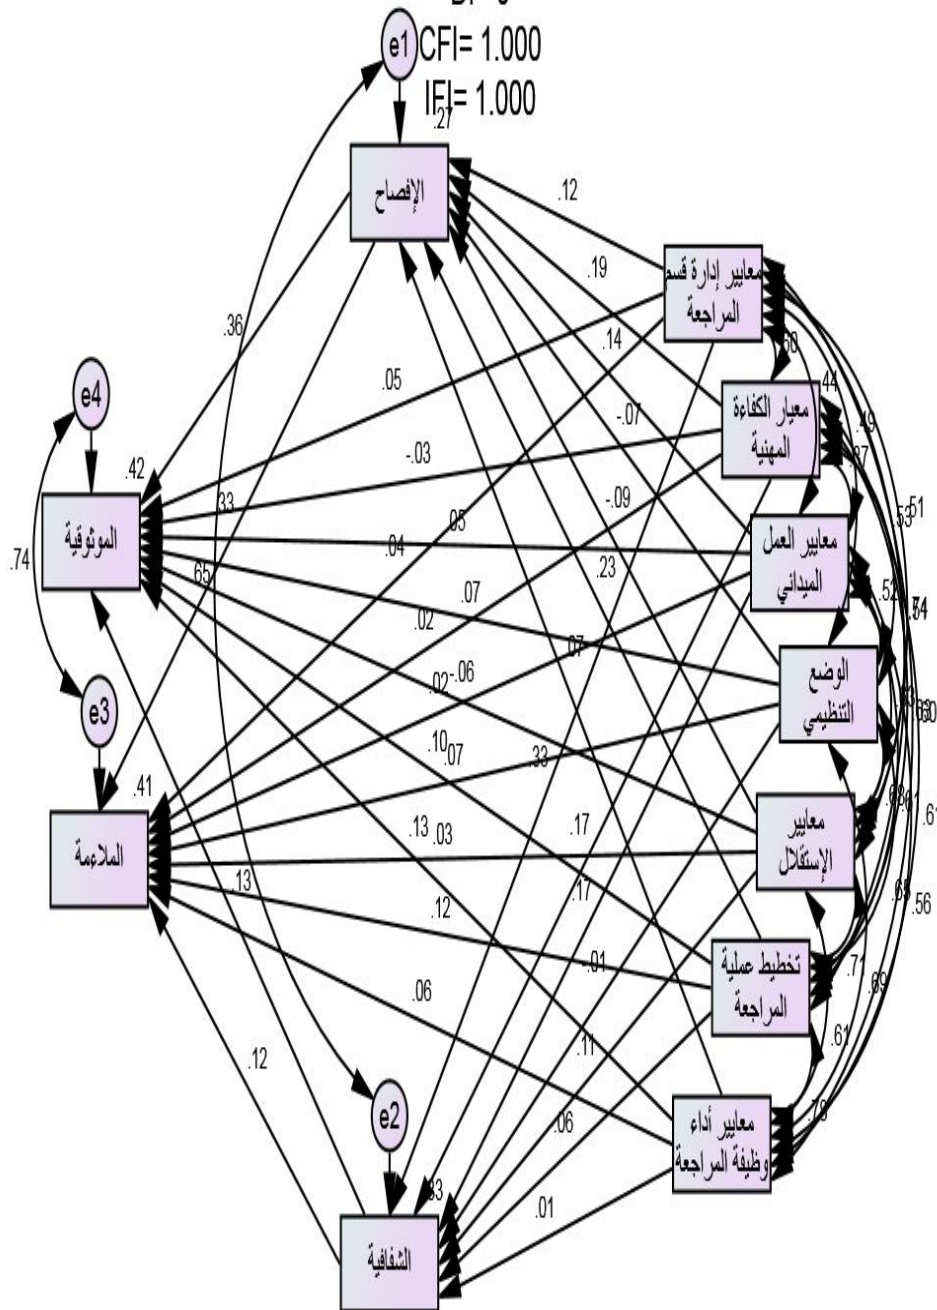 CFI= 1.000
IFI= 1.000
e1
.27
الإفصاح
.12
.19
.14
-.07
-.09
.23
معايير إدارة قسم
المراجعة
معيار الكفاءة
المهنية
معايير العمل
الميداني
الوضع
التنظيمي
معايير
الإستقلال
تخطيط عملية
المراجعة
معايير أداء
وظيفة المراجعة
.36
.05
-.03
e4
.42
الموثوقية
.74
e3
.41
الملاءمة
.33
.65
.05
.04
.07
.02
.07
.02
-.06
.10
.07
.33
.13
.03
.17
.13
.12
.17
-.01
.06
.11
.12
.06
.01
e2
الشفافية
.44
.49
.51
.52
.56
.71
.69
.61
.78